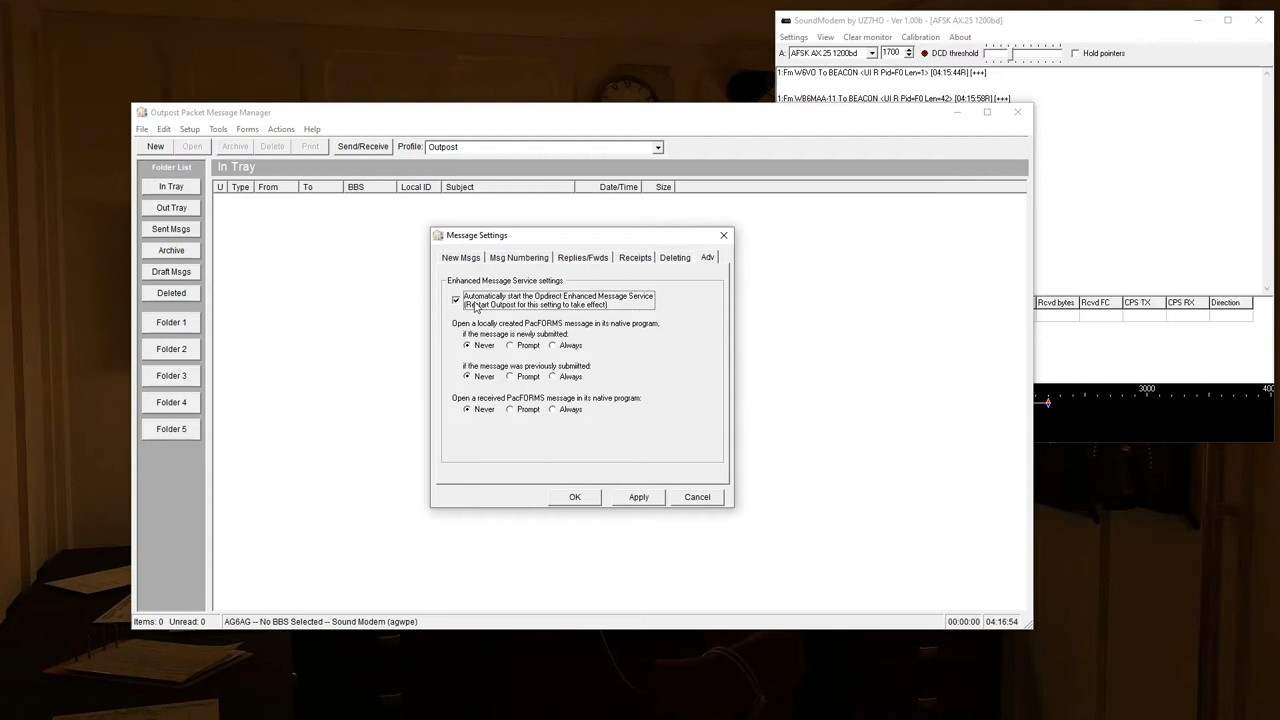 SoundModem by UZ7HO - Ver 1.00b - [AFSK AX.25 1200bd]
Settings View Clear monitor Calibration About
A: AFSK AX.25 1200bd 1700 DCD threshold Hold pointers
1:Fm W6VO To BEACON <UI R Pid=F0 Len=1> [04:15:44R] [+++]
1:Fm WB6MAA-11 To BEACON <UI R Pid=F0 Len=42> [04:15:59R] [+++]
Outpost Packet Message Manager
File Edit Setup Tools Forms Actions Help
New Open Archive Delete Print Send/Receive Profile: Outpost
Folder List In Tray
In Tray U Type From To BBS Local ID Subject Date/Time Size
Out Tray
Sent Msgs
Archive
Draft Msgs
Deleted
Folder 1
Folder 2
Folder 3
Folder 4
Folder 5
Message Settings
New Msgs Msg Numbering Replies/Fwds Receipts Deleting Adv
Enhanced Message Service settings
Automatically start the Opdirect Enhanced Message Service
(Restart Outpost for this setting to take effect)
Open a locally created PacFORMS message in its native program,
if the message is newly submitted:
Never Prompt Always
if the message was previously submitted:
Never Prompt Always
Open a received PacFORMS message in its native program:
Never Prompt Always
OK Apply Cancel
Rcvd bytes Rcvd FC CPS TX CPS RX Direction
3000
Items: 0 Unread: 0 AG6AG -- No BBS Selected -- Sound Modem (agwpe) 00:00:00 04:16:54